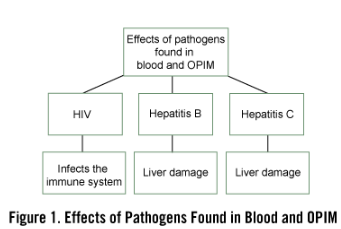 Effects of pathogens
found in
blood and OPIM
HIV
Hepatitis B
Hepatitis C
Infects the
immune system
Liver damage
Liver damage
Figure 1. Effects of Pathogens Found in Blood and OPIM